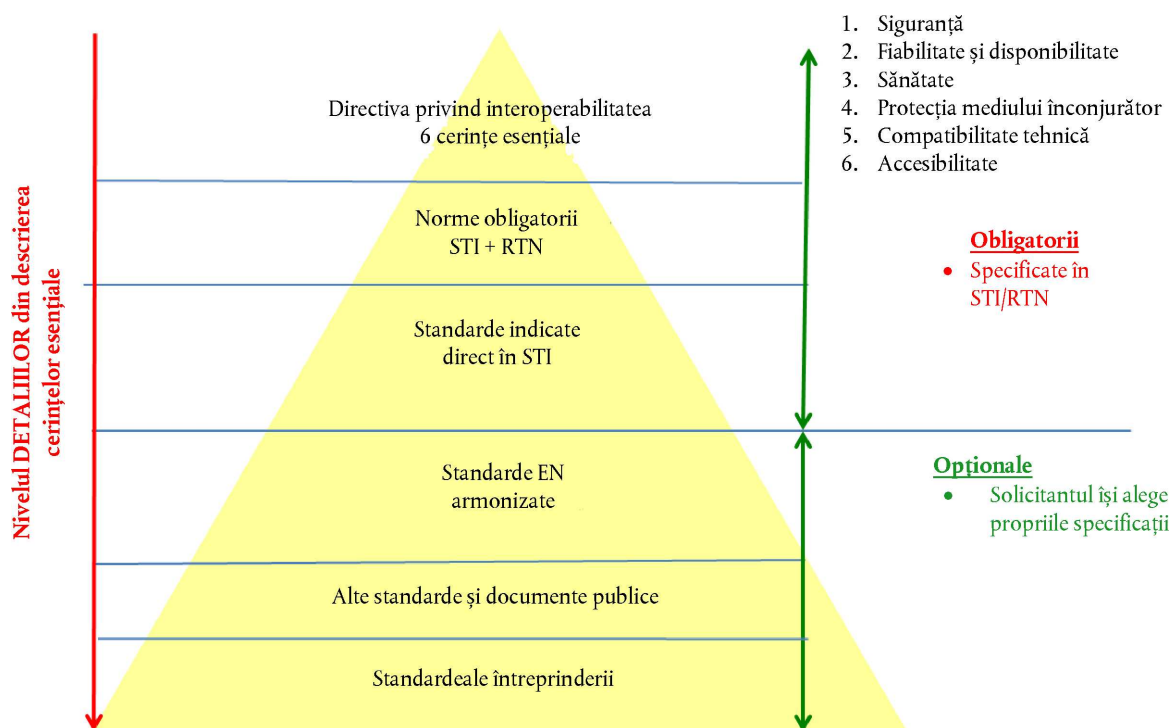 Nivelul DETALIILOR din descrierea
cerințelor esențiale
Directiva privind interoperabilitatea
6 cerințe esențiale
Norme obligatorii
STI + RTN
Standarde indicate
direct în STI
Standarde EN
armonizate
Alte standarde și documente publice
Standardeale întreprinderii
1. Siguranță
2. Fiabilitate și disponibilitate
3. Sănătate
4. Protecția mediului înconjurător
5. Compatibilitate tehnică
6. Accesibilitate
Obligatorii
• Specificate în
STI/RTN
Opționale
• Solicitantul își alege
propriile specificații